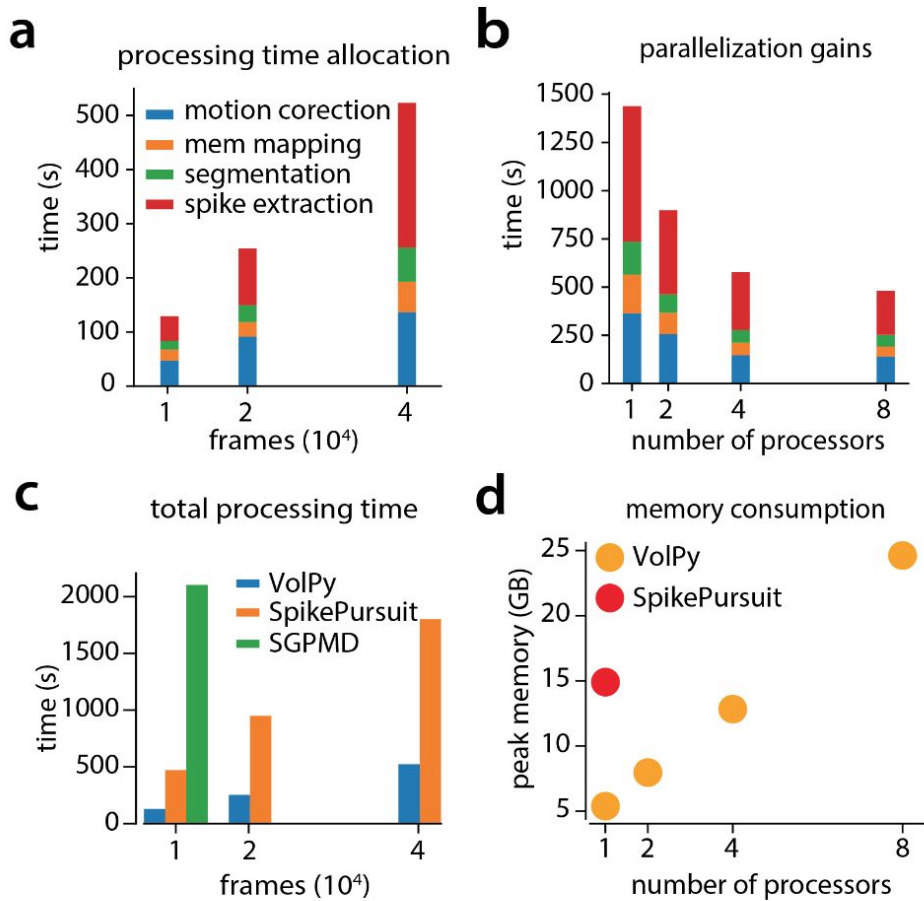 a
processing time allocation
500
400
300
200
100
0
time (s)
motion corection
mem mapping
segmentation
spike extraction
1
2
4
frames (10⁴)
b
parallelization gains
1500
1250
1000
750
500
250
0
time (s)
1
2
4
8
number of processors
c
total processing time
2000
1500
1000
500
0
time (s)
VolPy
SpikePursuit
SGPMD
1
2
4
frames (10⁴)
d
memory consumption
25
20
15
10
5
peak memory (GB)
VolPy
SpikePursuit
1
2
4
8
number of processors